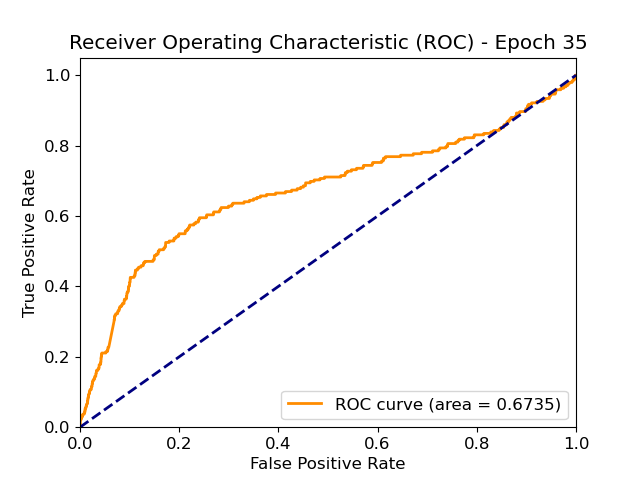 Receiver Operating Characteristic (ROC) - Epoch 35
True Positive Rate
1.0
0.8
0.6
0.4
0.2
0.0
ROC curve (area = 0.6735)
0.0 0.2 0.4 0.6 0.8 1.0
False Positive Rate